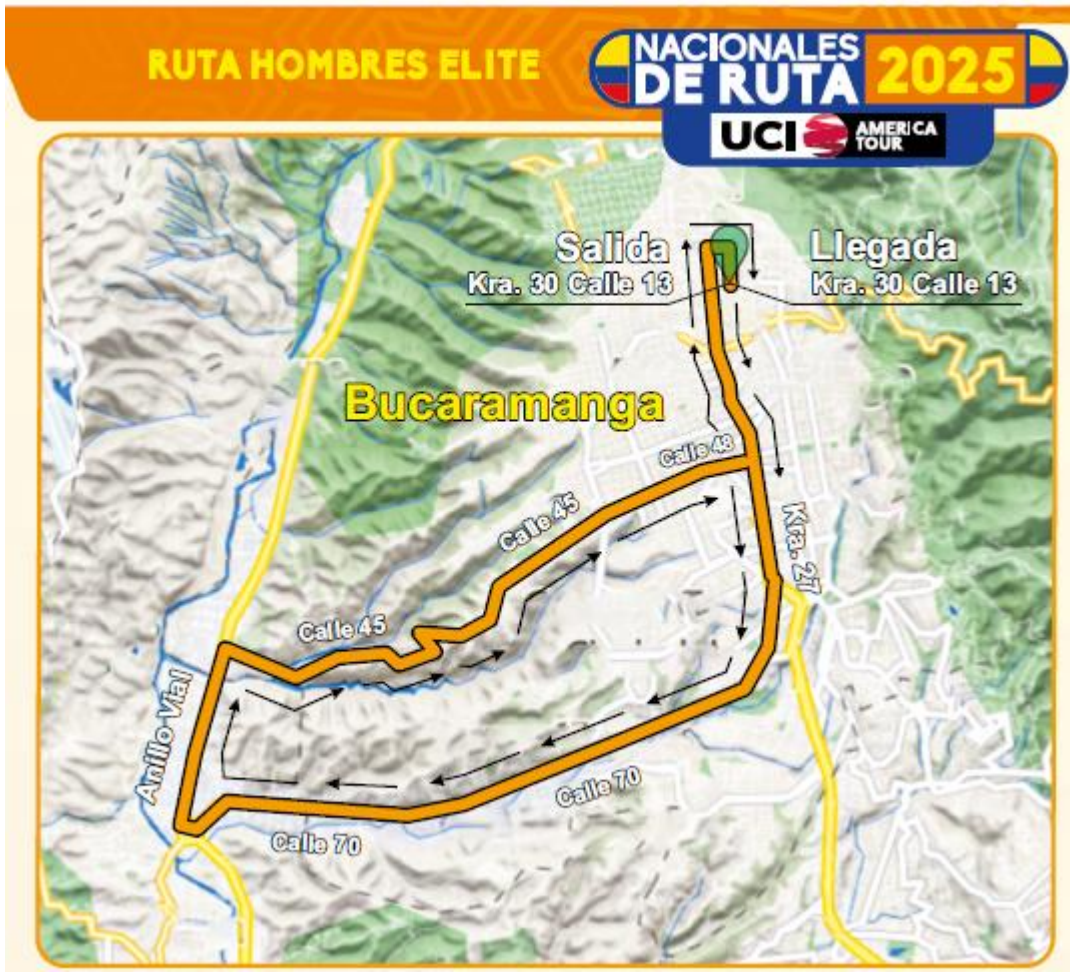 RUTA HOMBRES ELITE
NACIONALES
DE RUTA 2025
UCI AMERICA
TOUR
Salida
Kra. 30 Calle 13
Llegada
Kra. 30 Calle 13
Bucaramanga
Calle 48
Calle 45
Kra. 27
Calle 45
Anillo Vial
Calle 70
Calle 70